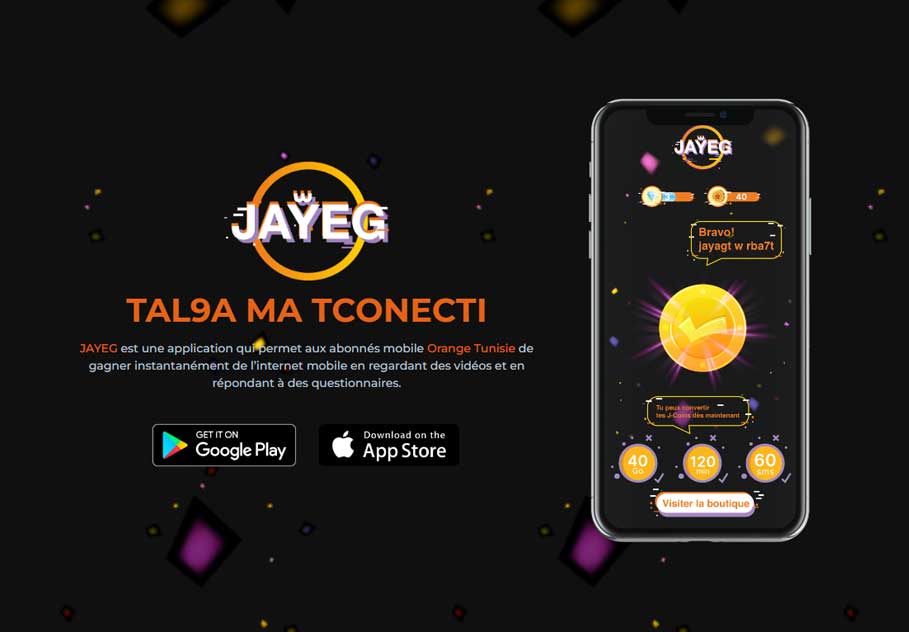 JAYEG
TAL9A MA TCONECTI
JAYEG est une application qui permet aux abonnés mobile Orange Tunisie de
gagner instantanément de l'internet mobile en regardant des vidéos et en
répondant à des questionnaires.
GET IT ON
Google Play
Download on the
App Store
JAYEG
40
Bravo!
jayagt w rba7t
Tu peux convertir
tes J-Coins dès maintenant
40
Go
120
min
60
sms
Visiter la boutique